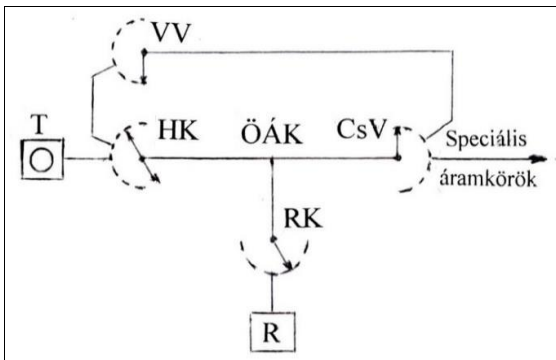 VV
T
HK
ÖÁK
CsV
Speciális
áramkörök
RK
R